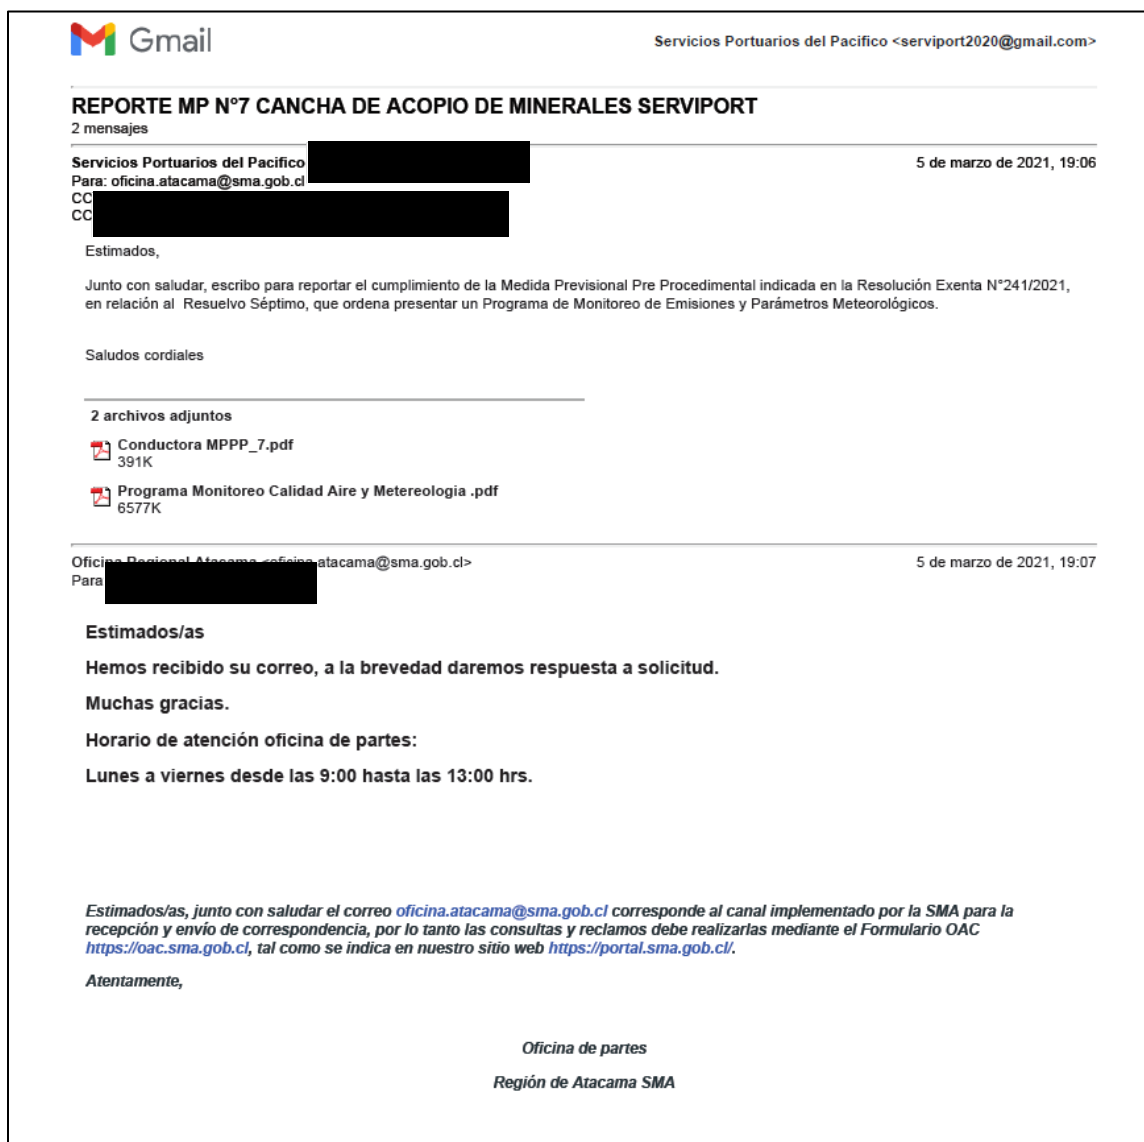 Gmail
Servicios Portuarios del Pacifico <serviport2020@gmail.com>
REPORTE MP N°7 CANCHA DE ACOPIO DE MINERALES SERVIPORT
2 mensajes
Servicios Portuarios del Pacifico
5 de marzo de 2021, 19:06
Para: oficina.atacama@sma.gob.cl
CC
CC
Estimados,
Junto con saludar, escribo para reportar el cumplimiento de la Medida Previsional Pre Procedimental indicada en la Resolución Exenta N°241/2021,
en relación al Resuelvo Séptimo, que ordena presentar un Programa de Monitoreo de Emisiones y Parámetros Meteorológicos.
Saludos cordiales
2 archivos adjuntos
Conductora MPPP_7.pdf
391K
Programa Monitoreo Calidad Aire y Metereologia .pdf
6577K
Oficina Regional Atacama <oficina.atacama@sma.gob.cl>
5 de marzo de 2021, 19:07
Para
Estimados/as
Hemos recibido su correo, a la brevedad daremos respuesta a solicitud.
Muchas gracias.
Horario de atención oficina de partes:
Lunes a viernes desde las 9:00 hasta las 13:00 hrs.
Estimados/as, junto con saludar el correo oficina.atacama@sma.gob.cl corresponde al canal implementado por la SMA para la
recepción y envío de correspondencia, por lo tanto las consultas y reclamos debe realizarlas mediante el Formulario OAC
https://oac.sma.gob.cl, tal como se indica en nuestro sitio web https://portal.sma.gob.cl/.
Atentamente,
Oficina de partes
Región de Atacama SMA